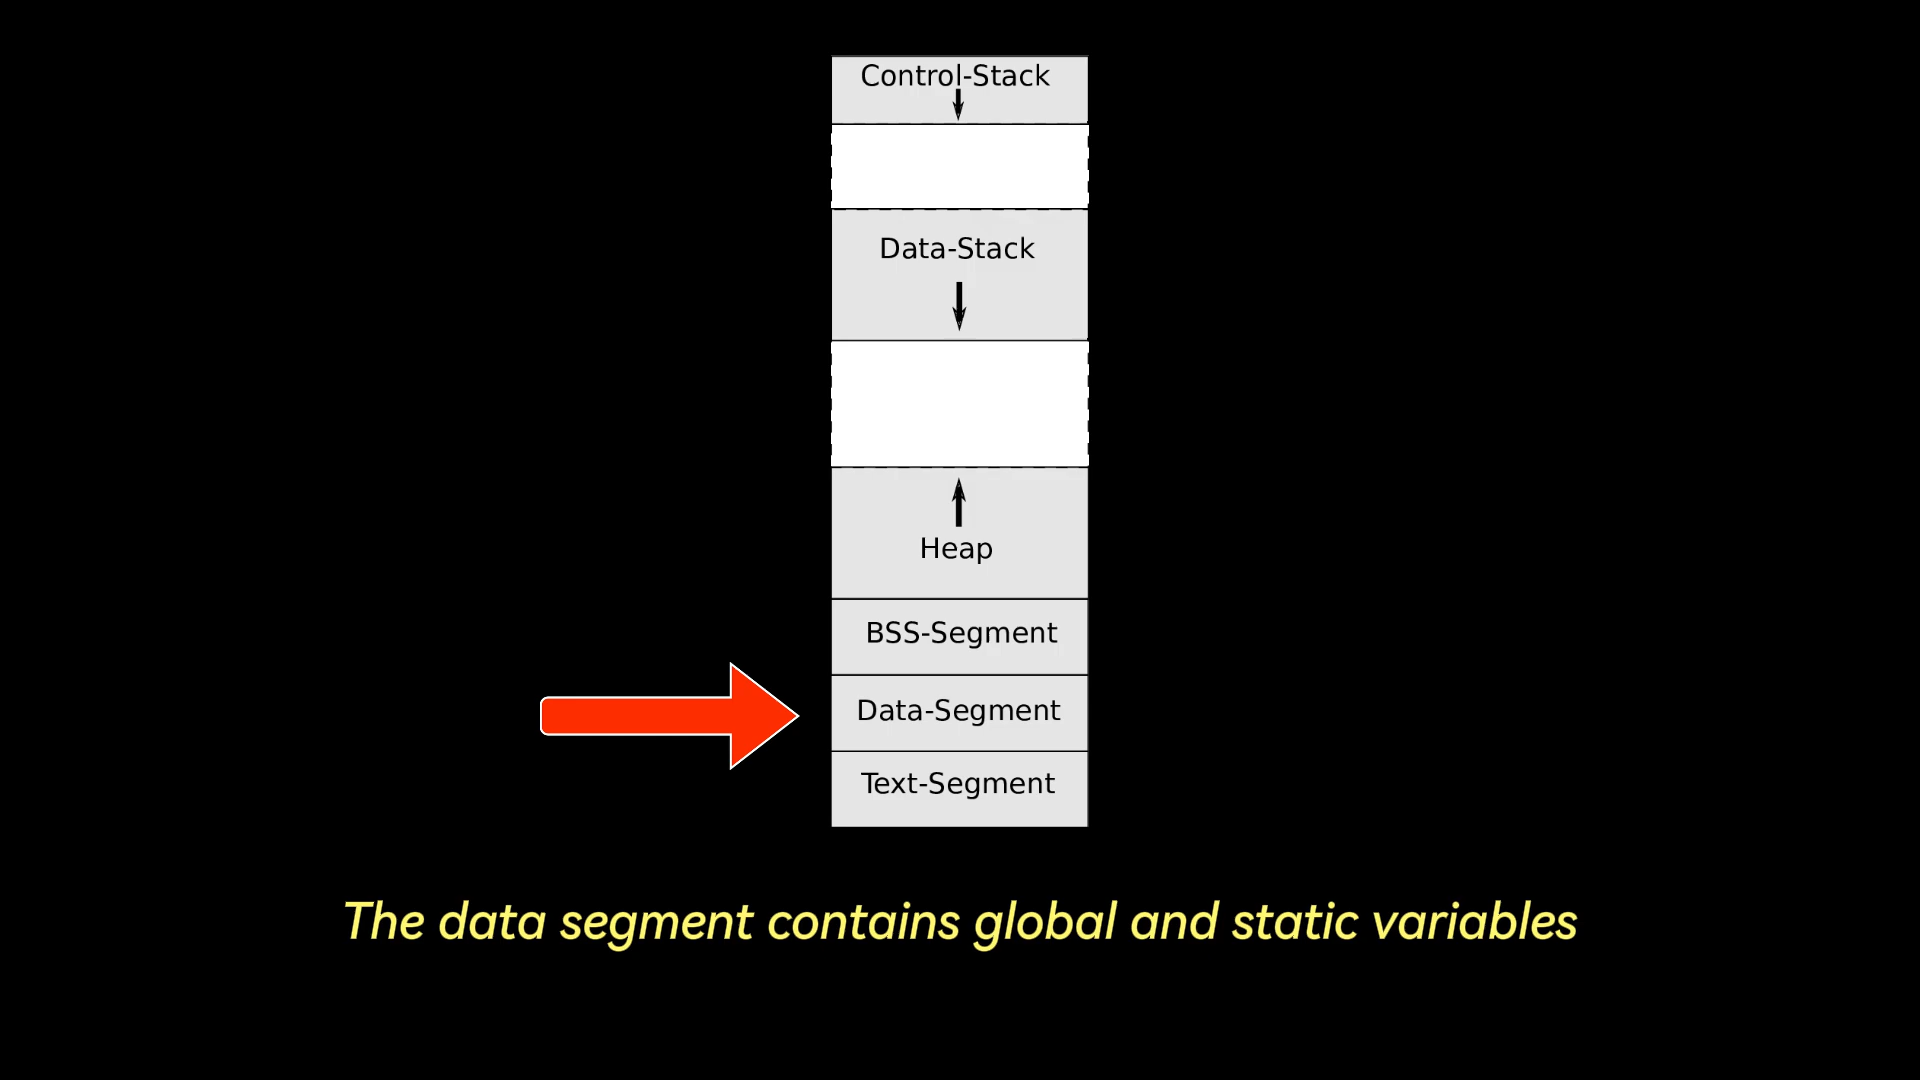 Control-Stack
Data-Stack
Heap
BSS-Segment
Data-Segment
Text-Segment
The data segment contains global and static variables